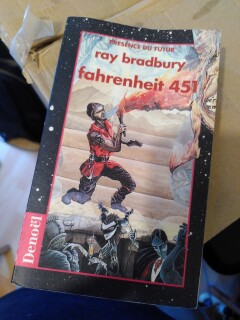 PRÉSENCE DU FUTUR
ray bradbury
fahrenheit 451
Denoël